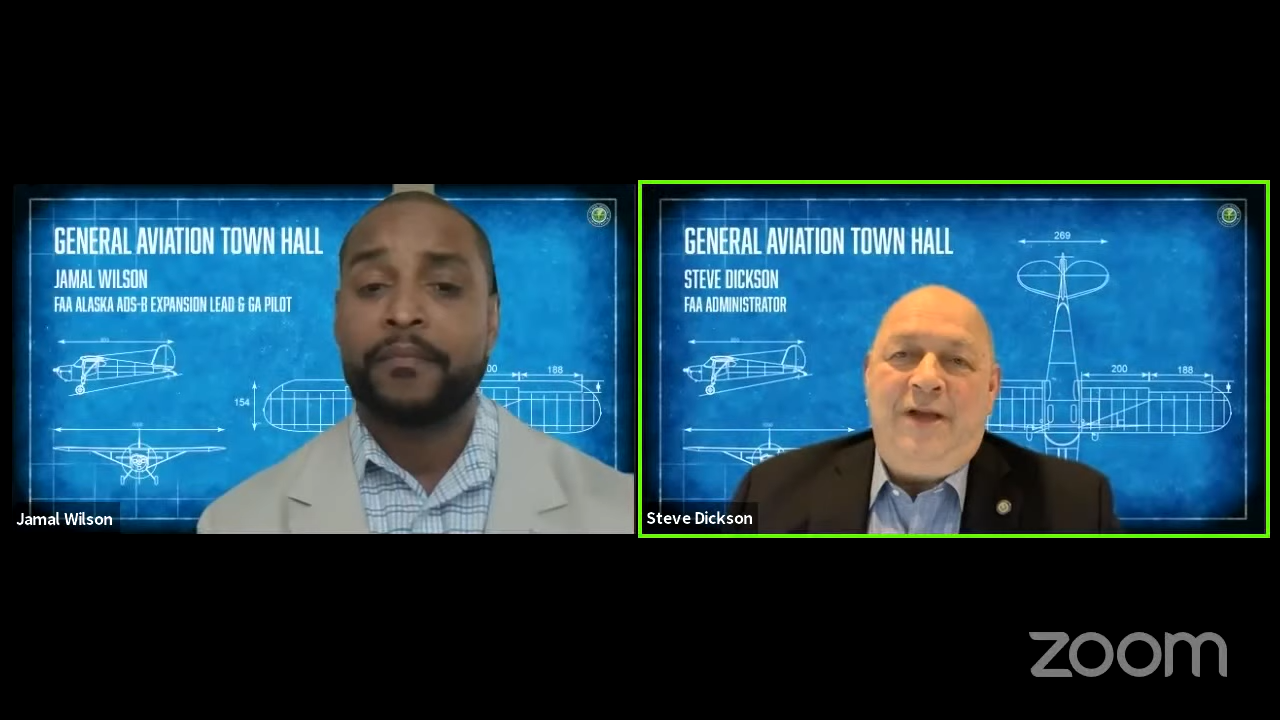 GENERAL AVIATION TOWN HALL
JAMAL WILSON
FAA ALASKA ADS-B EXPANSION LEAD & GA PILOT
154
188
Jamal Wilson
GENERAL AVIATION TOWN HALL
STEVE DICKSON
FAA ADMINISTRATOR
269
200
188
Steve Dickson
zoom